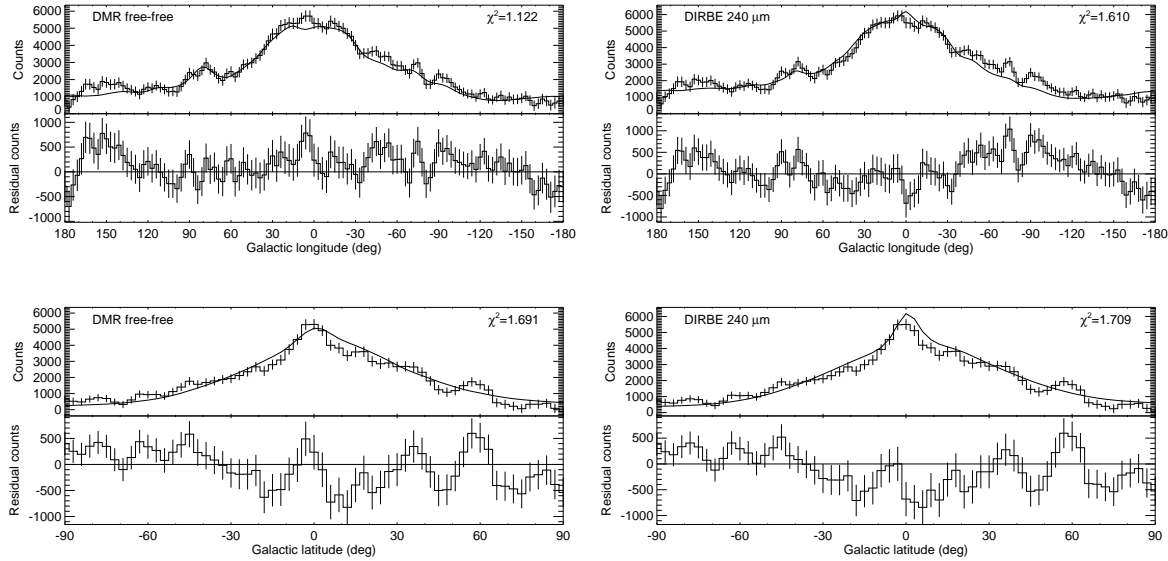 DMR free-free
χ²=1.122
Counts
6000
5000
4000
3000
2000
1000
0
Residual counts
1000
500
0
-500
-1000
180 150 120 90 60 30 0 -30 -60 -90 -120 -150 -180
Galactic longitude (deg)
DIRBE 240 μm
χ²=1.610
Counts
6000
5000
4000
3000
2000
1000
0
Residual counts
1000
500
0
-500
-1000
180 150 120 90 60 30 0 -30 -60 -90 -120 -150 -180
Galactic longitude (deg)
DMR free-free
χ²=1.691
Counts
6000
5000
4000
3000
2000
1000
0
Residual counts
500
0
-500
-1000
-90 -60 -30 0 30 60 90
Galactic latitude (deg)
DIRBE 240 μm
χ²=1.709
Counts
6000
5000
4000
3000
2000
1000
0
Residual counts
500
0
-500
-1000
-90 -60 -30 0 30 60 90
Galactic latitude (deg)